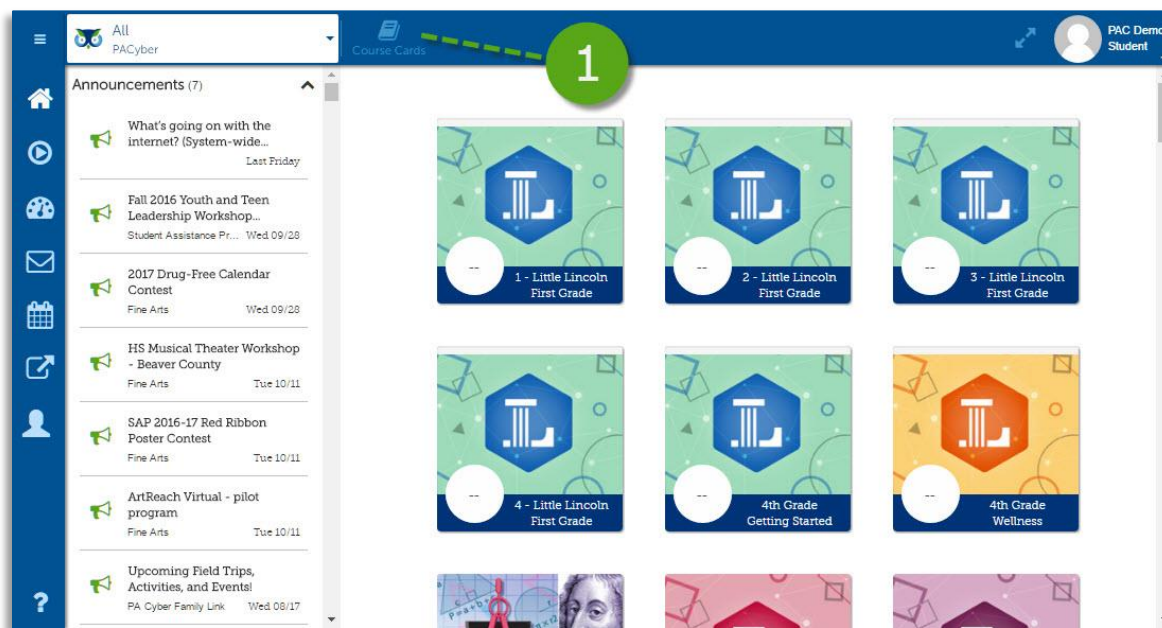 All
PACyber
Course Cards
1
PAC Demo
Student
Announcements (7)
What's going on with the
internet? (System-wide...
Last Friday
Fall 2016 Youth and Teen
Leadership Workshop...
Student Assistance Pr... Wed 09/28
2017 Drug-Free Calendar
Contest
Fine Arts Wed 09/28
HS Musical Theater Workshop
- Beaver County
Fine Arts Tue 10/11
SAP 2016-17 Red Ribbon
Poster Contest
Fine Arts Tue 10/11
ArtReach Virtual - pilot
program
Fine Arts Tue 10/11
Upcoming Field Trips,
Activities, and Events!
PA Cyber Family Link Wed 08/17
?
--
1 - Little Lincoln
First Grade
--
2 - Little Lincoln
First Grade
--
3 - Little Lincoln
First Grade
--
4 - Little Lincoln
First Grade
--
4th Grade
Getting Started
--
4th Grade
Wellness